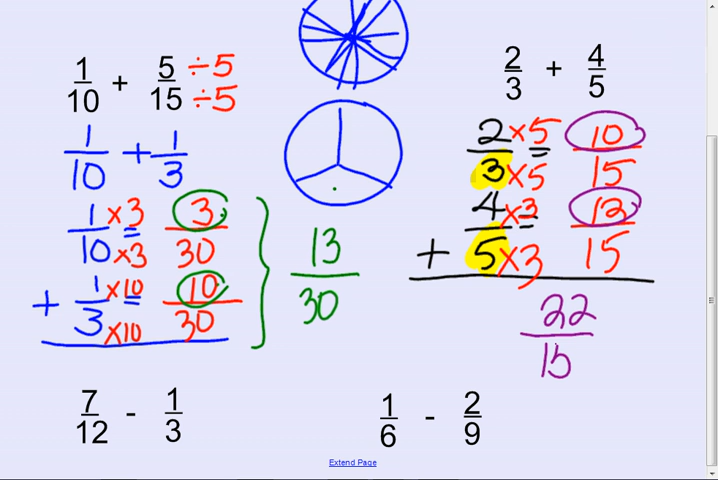 1/10 + 5/15 ÷5 ÷5
1/10 + 1/3
1/10 ×3/×3 = 3/30
+ 1/3 ×10/×10 = 10/30
13/30
2/3 + 4/5
2/3 ×5/×5 = 10/15
+ 4/5 ×3/×3 = 12/15
22/15
7/12 - 1/3
1/6 - 2/9
Extend Page